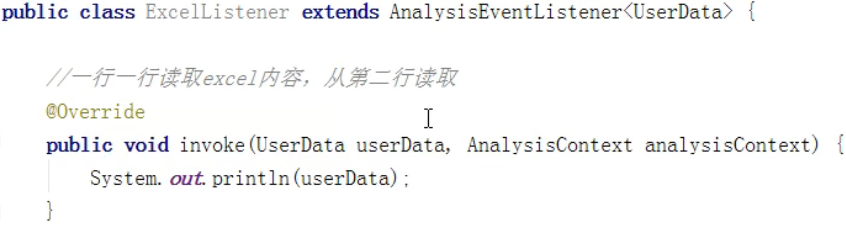 public class ExcelListener extends AnalysisEventListener<UserData> {
//一行一行读取excel内容，从第二行读取
@Override
public void invoke(UserData userData, AnalysisContext analysisContext) {
System.out.println(userData);
}